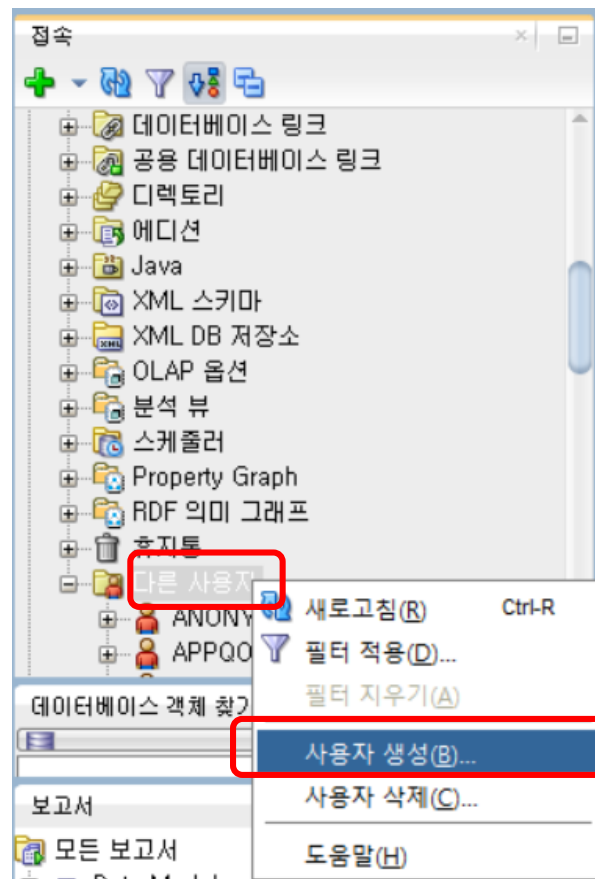 접속
데이터베이스 링크
공용 데이터베이스 링크
디렉토리
에디션
Java
XML 스키마
XML DB 저장소
OLAP 옵션
분석 뷰
스케줄러
Property Graph
RDF 의미 그래프
휴지통
다른 사용자
ANONY
APPQO
새로고침(R) Ctrl-R
필터 적용(D)...
필터 지우기(A)
사용자 생성(B)...
사용자 삭제(C)...
도움말(H)
데이터베이스 객체 찾기
보고서
모든 보고서